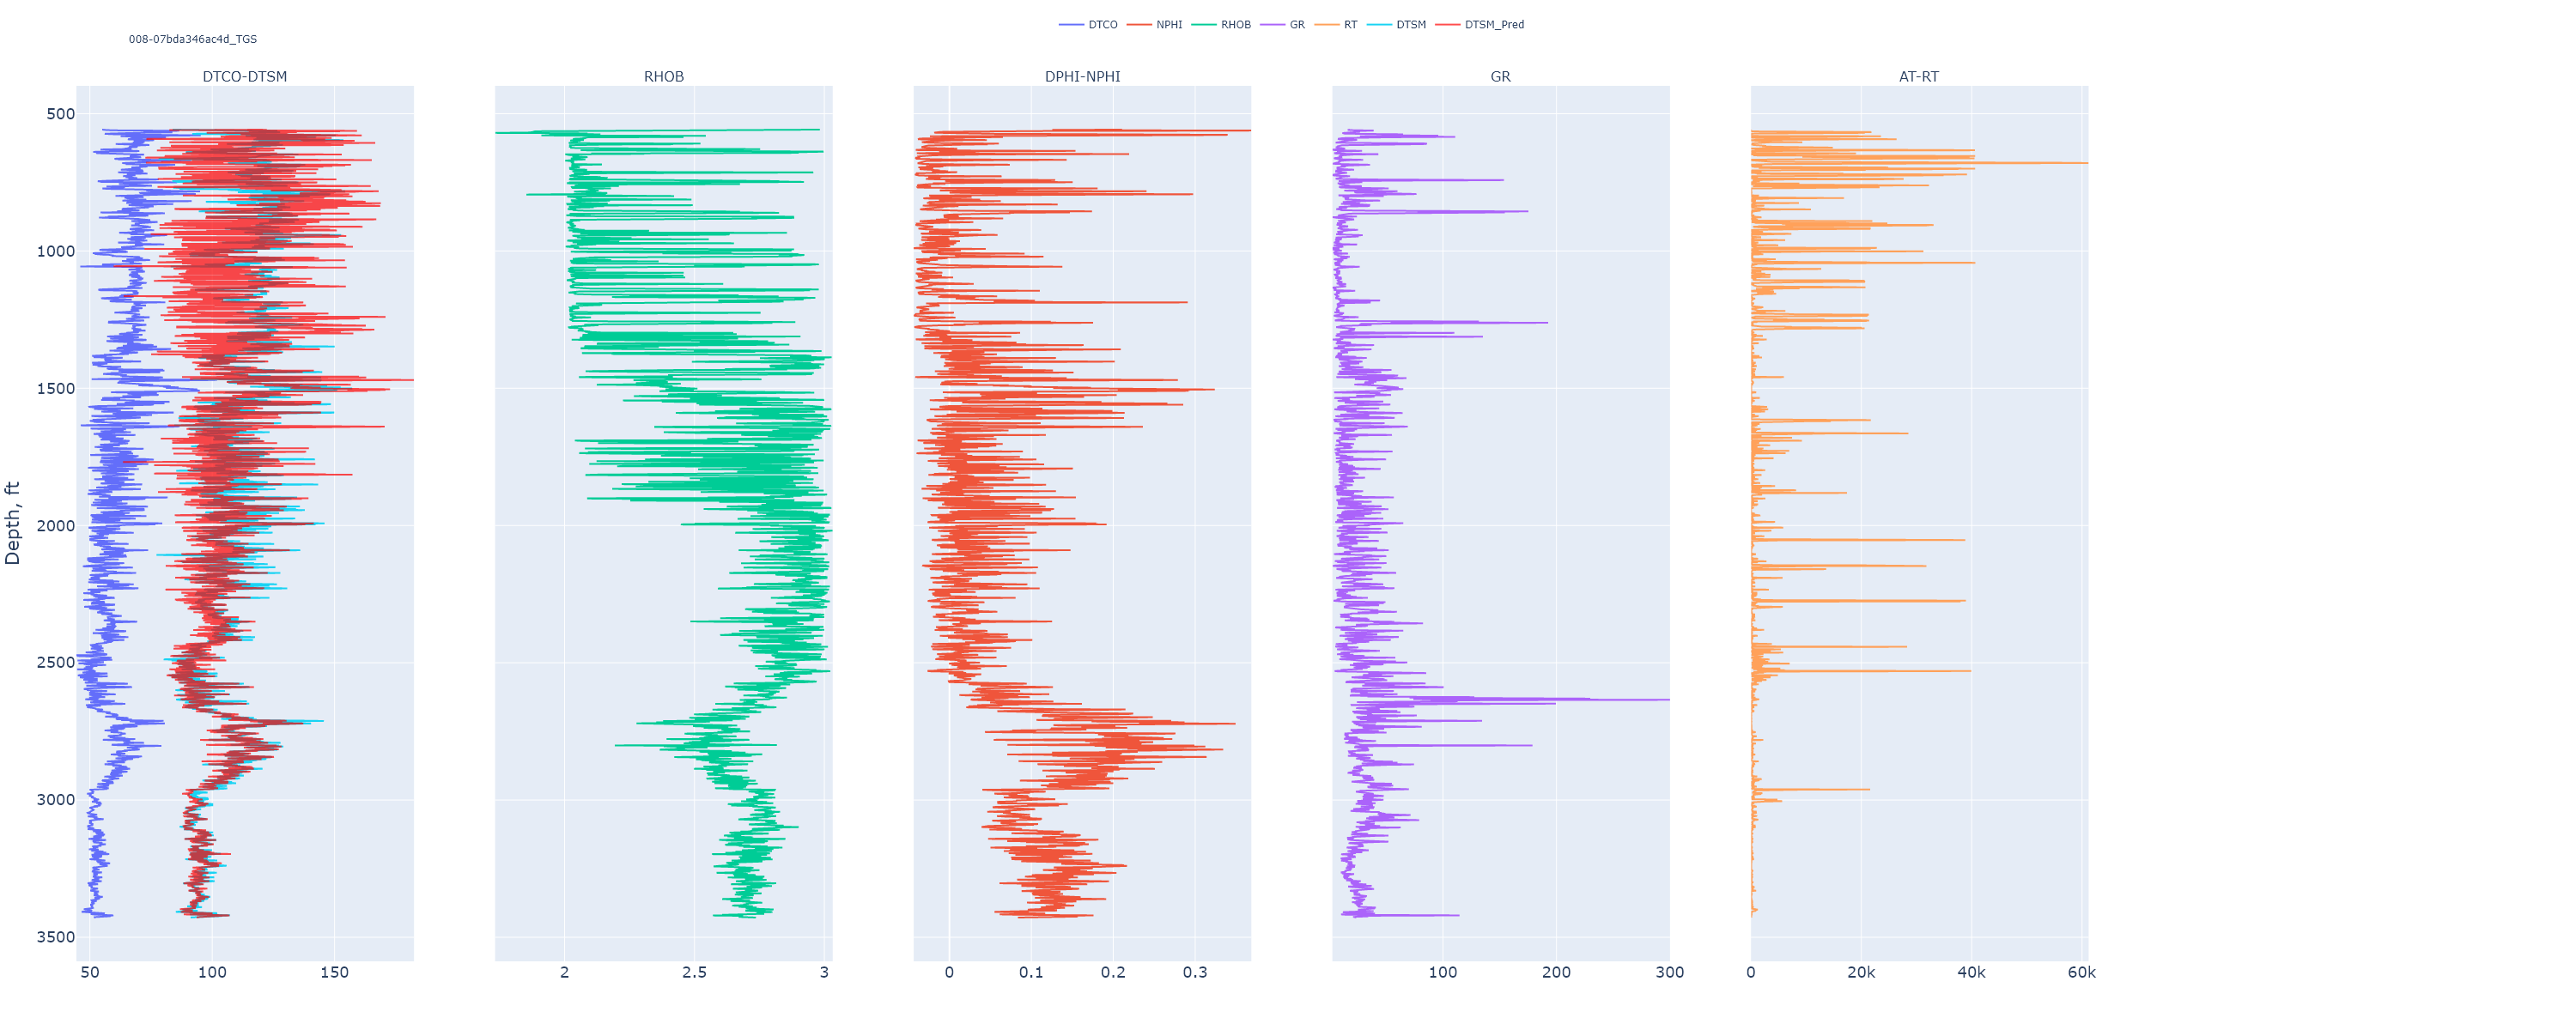 DTCO NPHI RHOB GR RT DTSM DTSM_Pred
008-07bda346ac4d_TGS
DTCO-DTSM RHOB DPHI-NPHI GR AT-RT
500
1000
1500
2000
2500
3000
3500
Depth, ft
50 100 150 2 2.5 3 0 0.1 0.2 0.3 100 200 300 0 20k 40k 60k